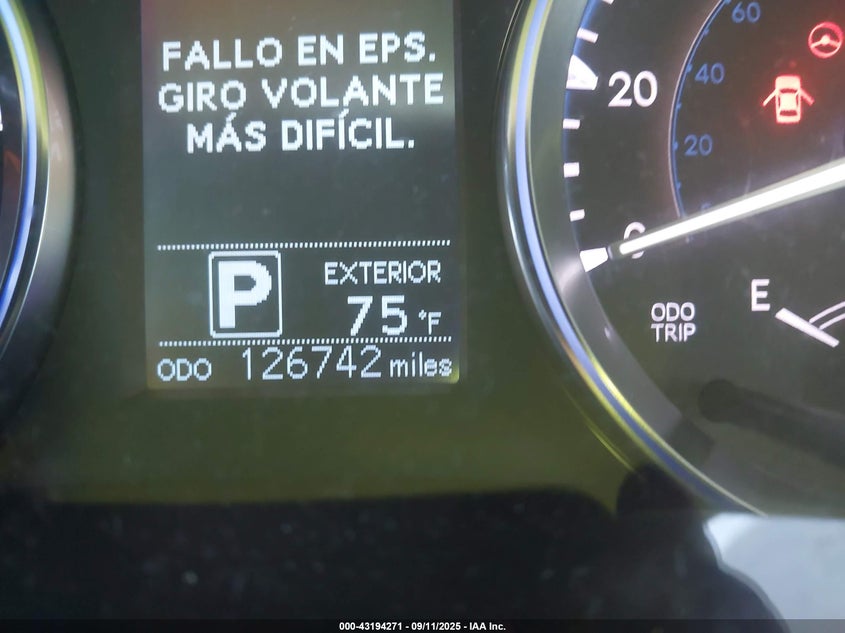 FALLO EN EPS.
GIRO VOLANTE
MÁS DIFÍCIL.
P
EXTERIOR
75 °F
ODO 126742 miles
60
40
20
20
0
ODO
TRIP
E
000-43194271 - 09/11/2025 - IAA Inc.